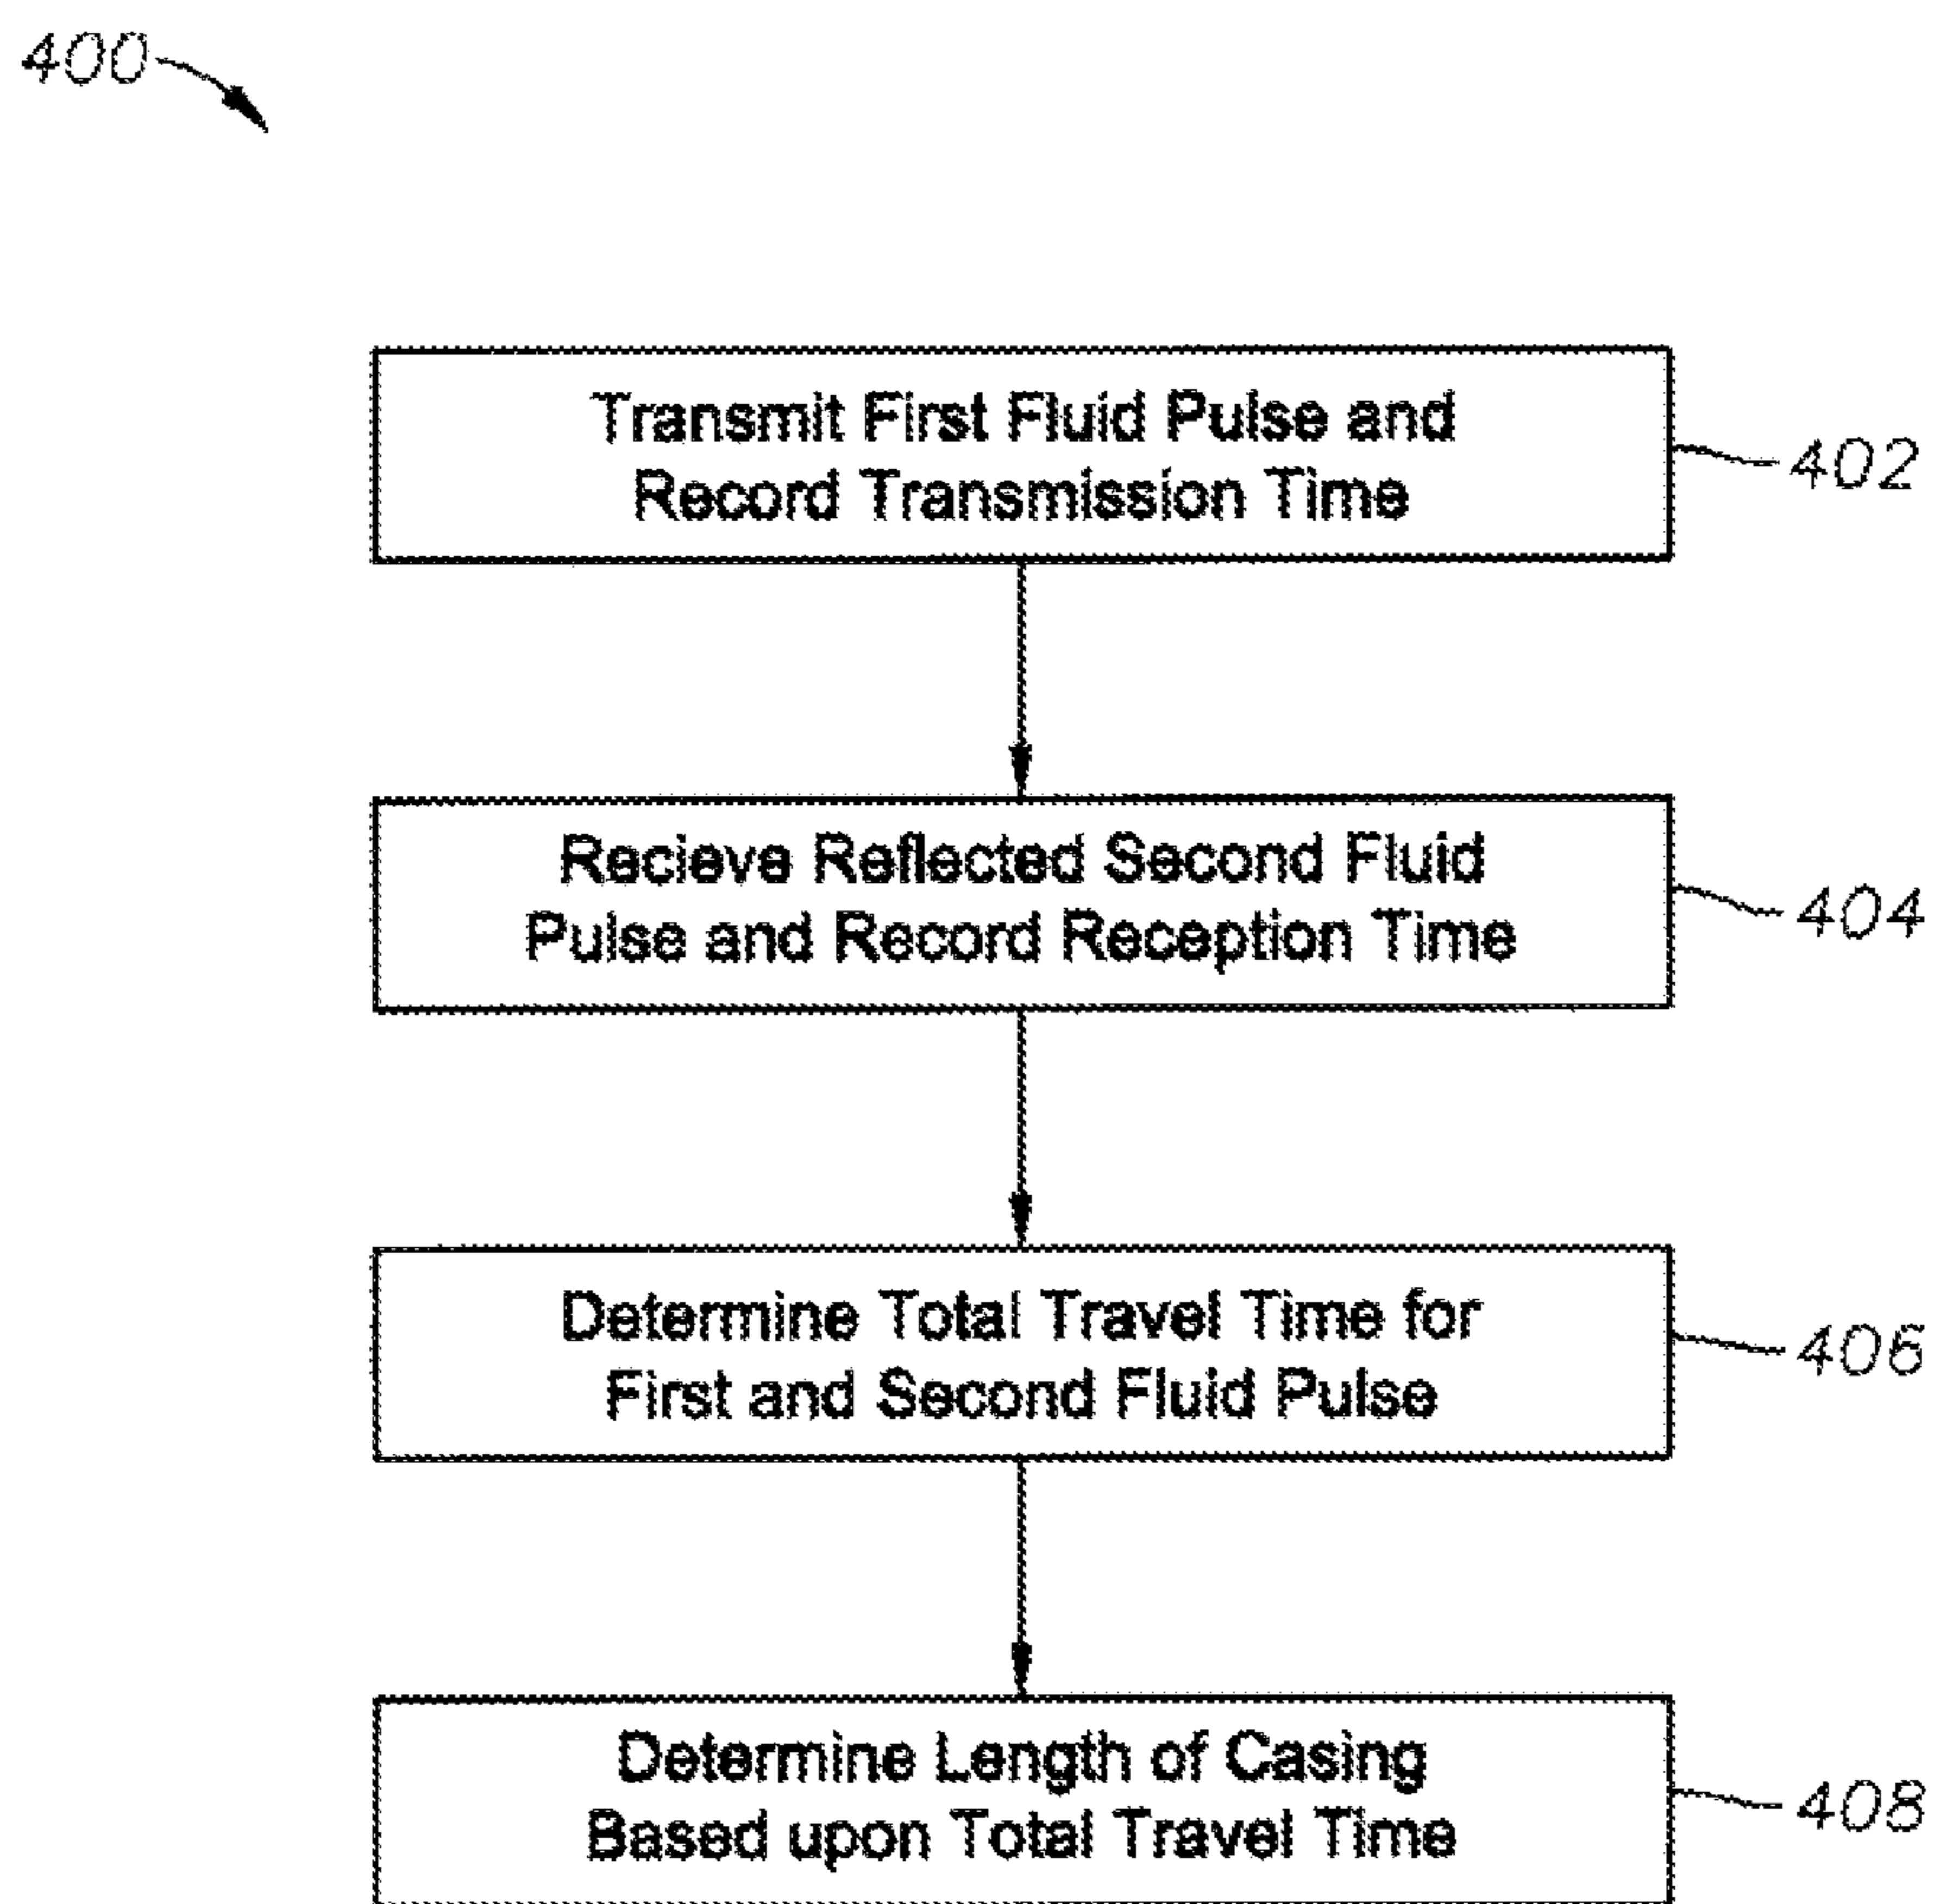 400
Transmit First Fluid Pulse and
Record Transmission Time
402
Recieve Reflected Second Fluid
Pulse and Record Reception Time
404
Determine Total Travel Time for
First and Second Fluid Pulse
406
Determine Length of Casing
Based upon Total Travel Time
408